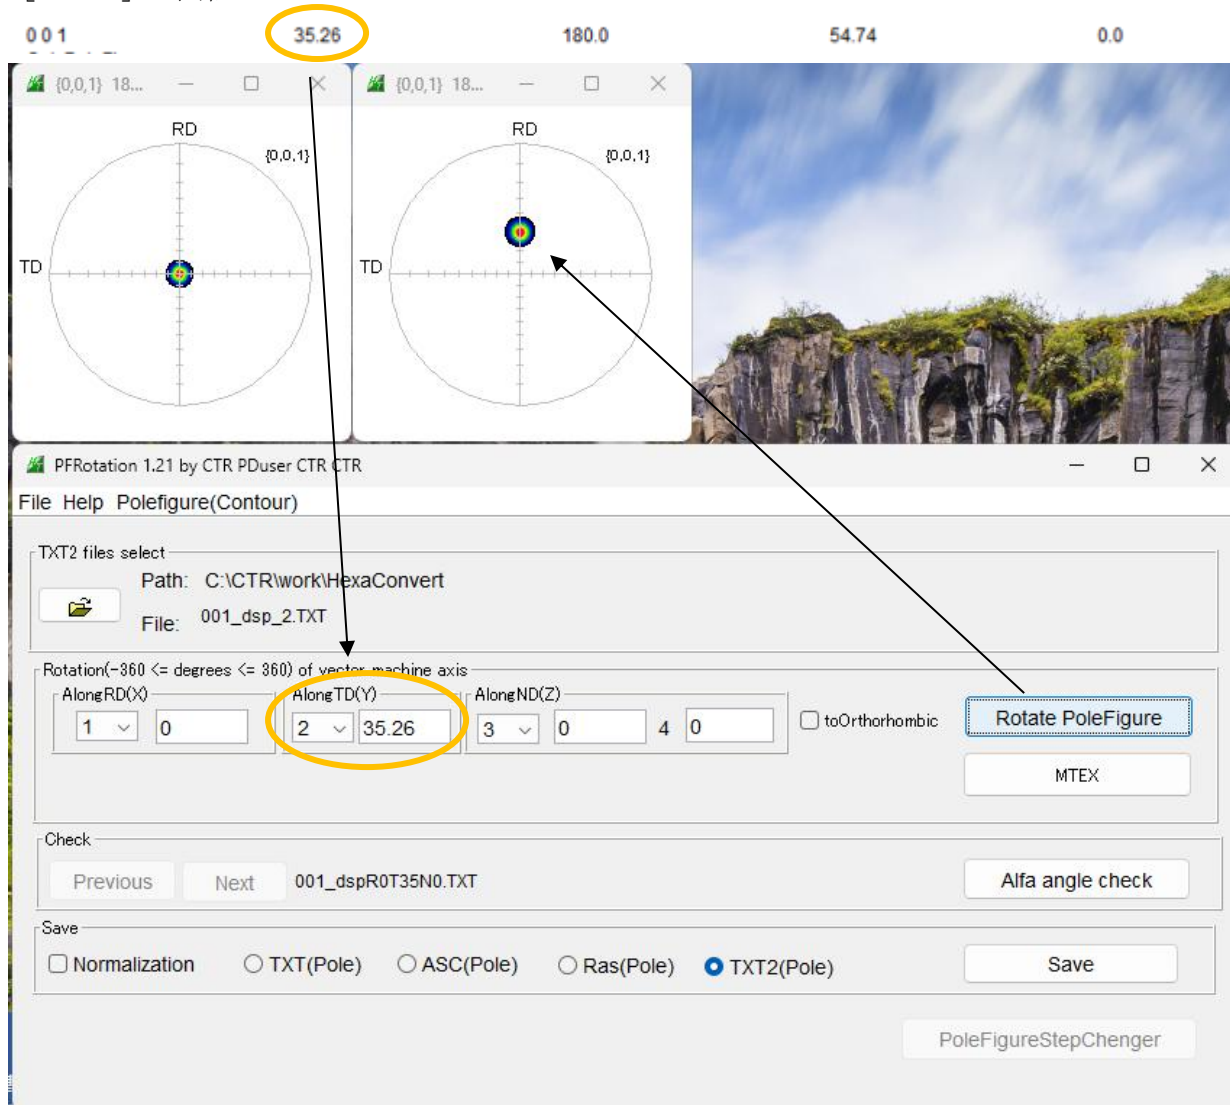 0 0 1 35.26 180.0 54.74 0.0
{0,0,1} 18... {0,0,1} 18...
RD RD
{0,0,1} {0,0,1}
TD TD
PFRotation 1.21 by CTR PDuser CTR CTR
File Help Polefigure(Contour)
TXT2 files select
Path: C:\CTR\work\HexaConvert
File: 001_dsp_2.TXT
Rotation(-360 <= degrees <= 360) of vector machine axis
AlongRD(X) AlongTD(Y) AlongND(Z)
1 0 2 35.26 3 0 4 0 toOrthorhombic Rotate PoleFigure
MTEX
Check
Previous Next 001_dspR0T35N0.TXT Alfa angle check
Save
Normalization TXT(Pole) ASC(Pole) Ras(Pole) TXT2(Pole) Save
PoleFigureStepChenger